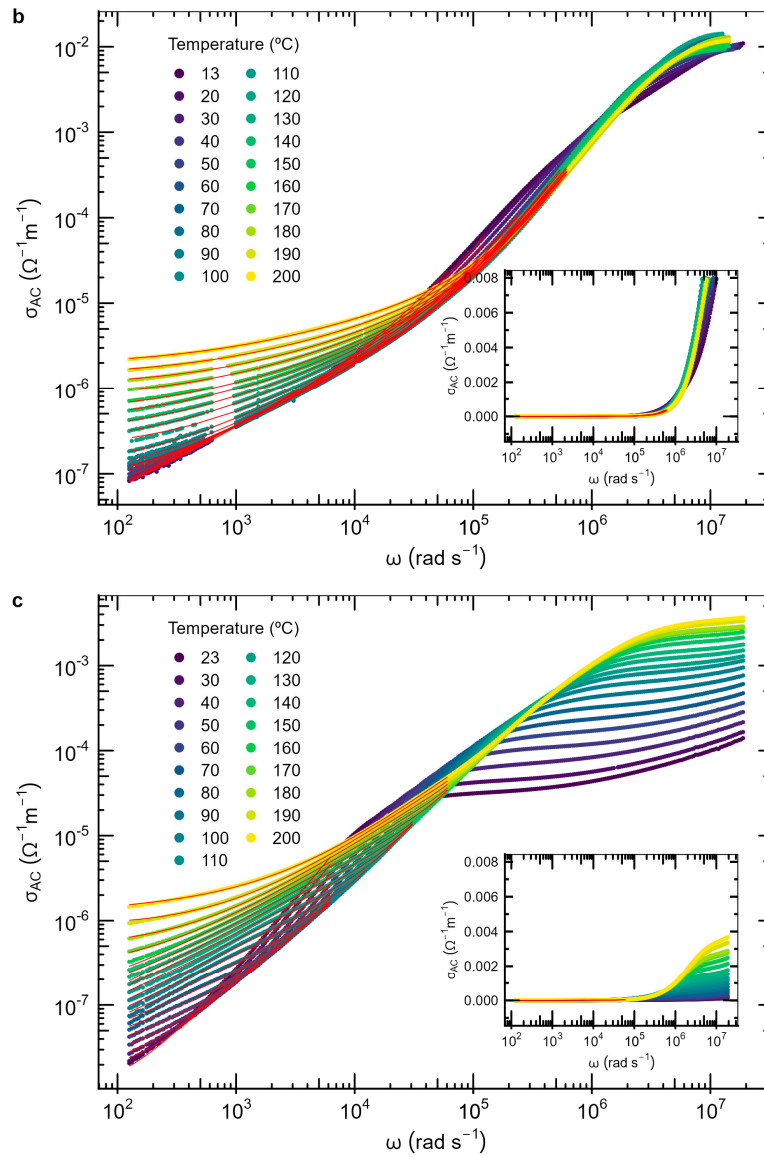 b
Temperature (ºC)
13 110
20 120
30 130
40 140
50 150
60 160
70 170
80 180
90 190
100 200
10⁻²
10⁻³
10⁻⁴
10⁻⁵
10⁻⁶
10⁻⁷
σAC (Ω⁻¹m⁻¹)
10² 10³ 10⁴ 10⁵ 10⁶ 10⁷
ω (rad s⁻¹)
0.008
0.006
0.004
0.002
0.000
σAC (Ω⁻¹m⁻¹)
10² 10³ 10⁴ 10⁵ 10⁶ 10⁷
ω (rad s⁻¹)
c
Temperature (ºC)
23 120
30 130
40 140
50 150
60 160
70 170
80 180
90 190
100 200
110
10⁻³
10⁻⁴
10⁻⁵
10⁻⁶
10⁻⁷
σAC (Ω⁻¹m⁻¹)
10² 10³ 10⁴ 10⁵ 10⁶ 10⁷
ω (rad s⁻¹)
0.008
0.006
0.004
0.002
0.000
σAC (Ω⁻¹m⁻¹)
10² 10³ 10⁴ 10⁵ 10⁶ 10⁷
ω (rad s⁻¹)